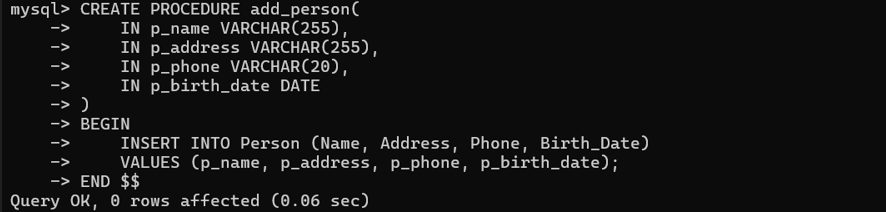 mysql> CREATE PROCEDURE add_person(
    ->     IN p_name VARCHAR(255),
    ->     IN p_address VARCHAR(255),
    ->     IN p_phone VARCHAR(20),
    ->     IN p_birth_date DATE
    -> )
    -> BEGIN
    ->     INSERT INTO Person (Name, Address, Phone, Birth_Date)
    ->     VALUES (p_name, p_address, p_phone, p_birth_date);
    -> END $$
Query OK, 0 rows affected (0.06 sec)